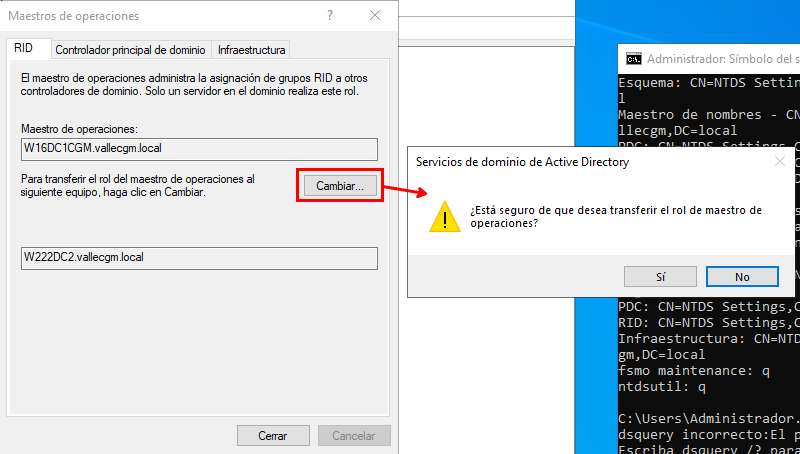 Maestros de operaciones
RID
Controlador principal de dominio
Infraestructura
El maestro de operaciones administra la asignación de grupos RID a otros
controladores de dominio. Solo un servidor en el dominio realiza este rol.
Maestro de operaciones:
W16DC1CGM.vallecgm.local
Para transferir el rol del maestro de operaciones al
siguiente equipo, haga clic en Cambiar.
Cambiar...
W222DC2.vallecgm.local
Cerrar
Cancelar
Servicios de dominio de Active Directory
¿Está seguro de que desea transferir el rol de maestro de
operaciones?
Sí
No
Administrador: Símbolo del s
Esquema: CN=NTDS Setting
l
Maestro de nombres - CN
llecgm,DC=local
PDC: CN=NTDS Settings,C
RID: CN=NTDS Settings,C
Infraestructura: CN=NTD
gm,DC=local
fsmo maintenance: q
ntdsutil: q
C:\Users\Administrador.
dsquery incorrecto:El p
Escriba dsquery /? para